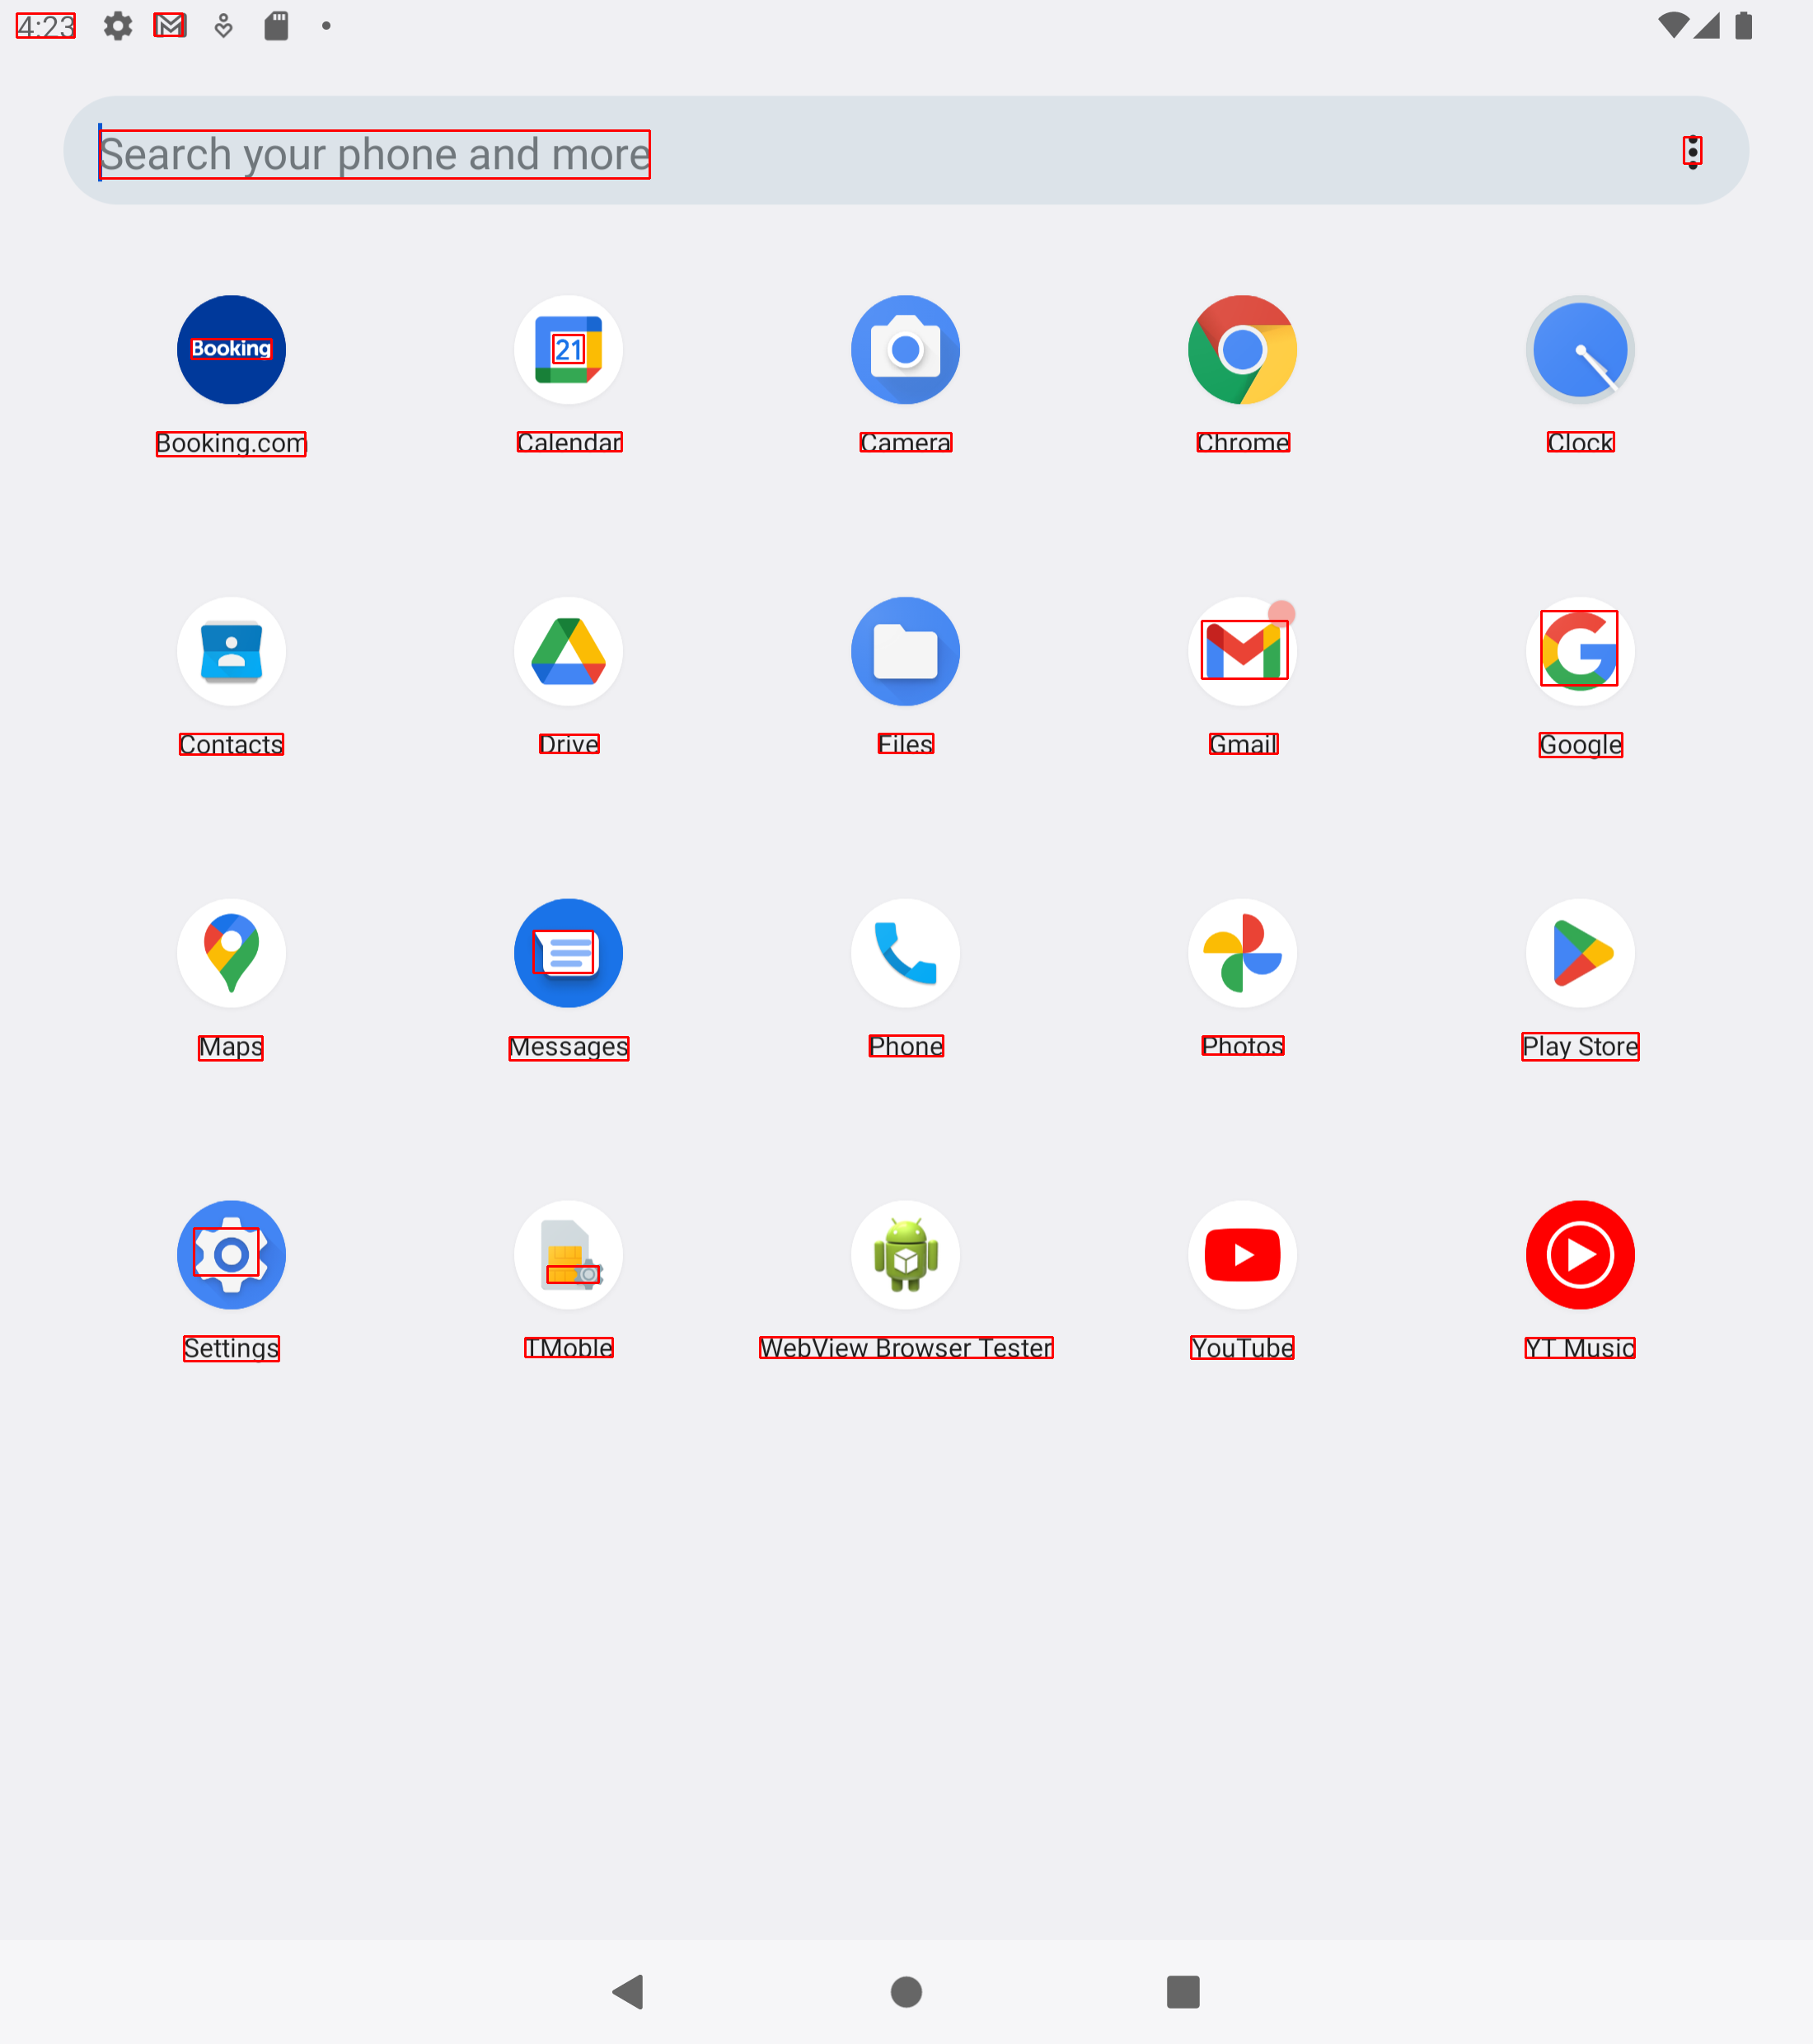 4:23
Search your phone and more
Booking
21
Booking.com
Calendar
Camera
Chrome
Clock
Contacts
Drive
Files
Gmail
Google
Maps
Messages
Phone
Photos
Play Store
Settings
TMoble
WebView Browser Tester
YouTube
YT Music